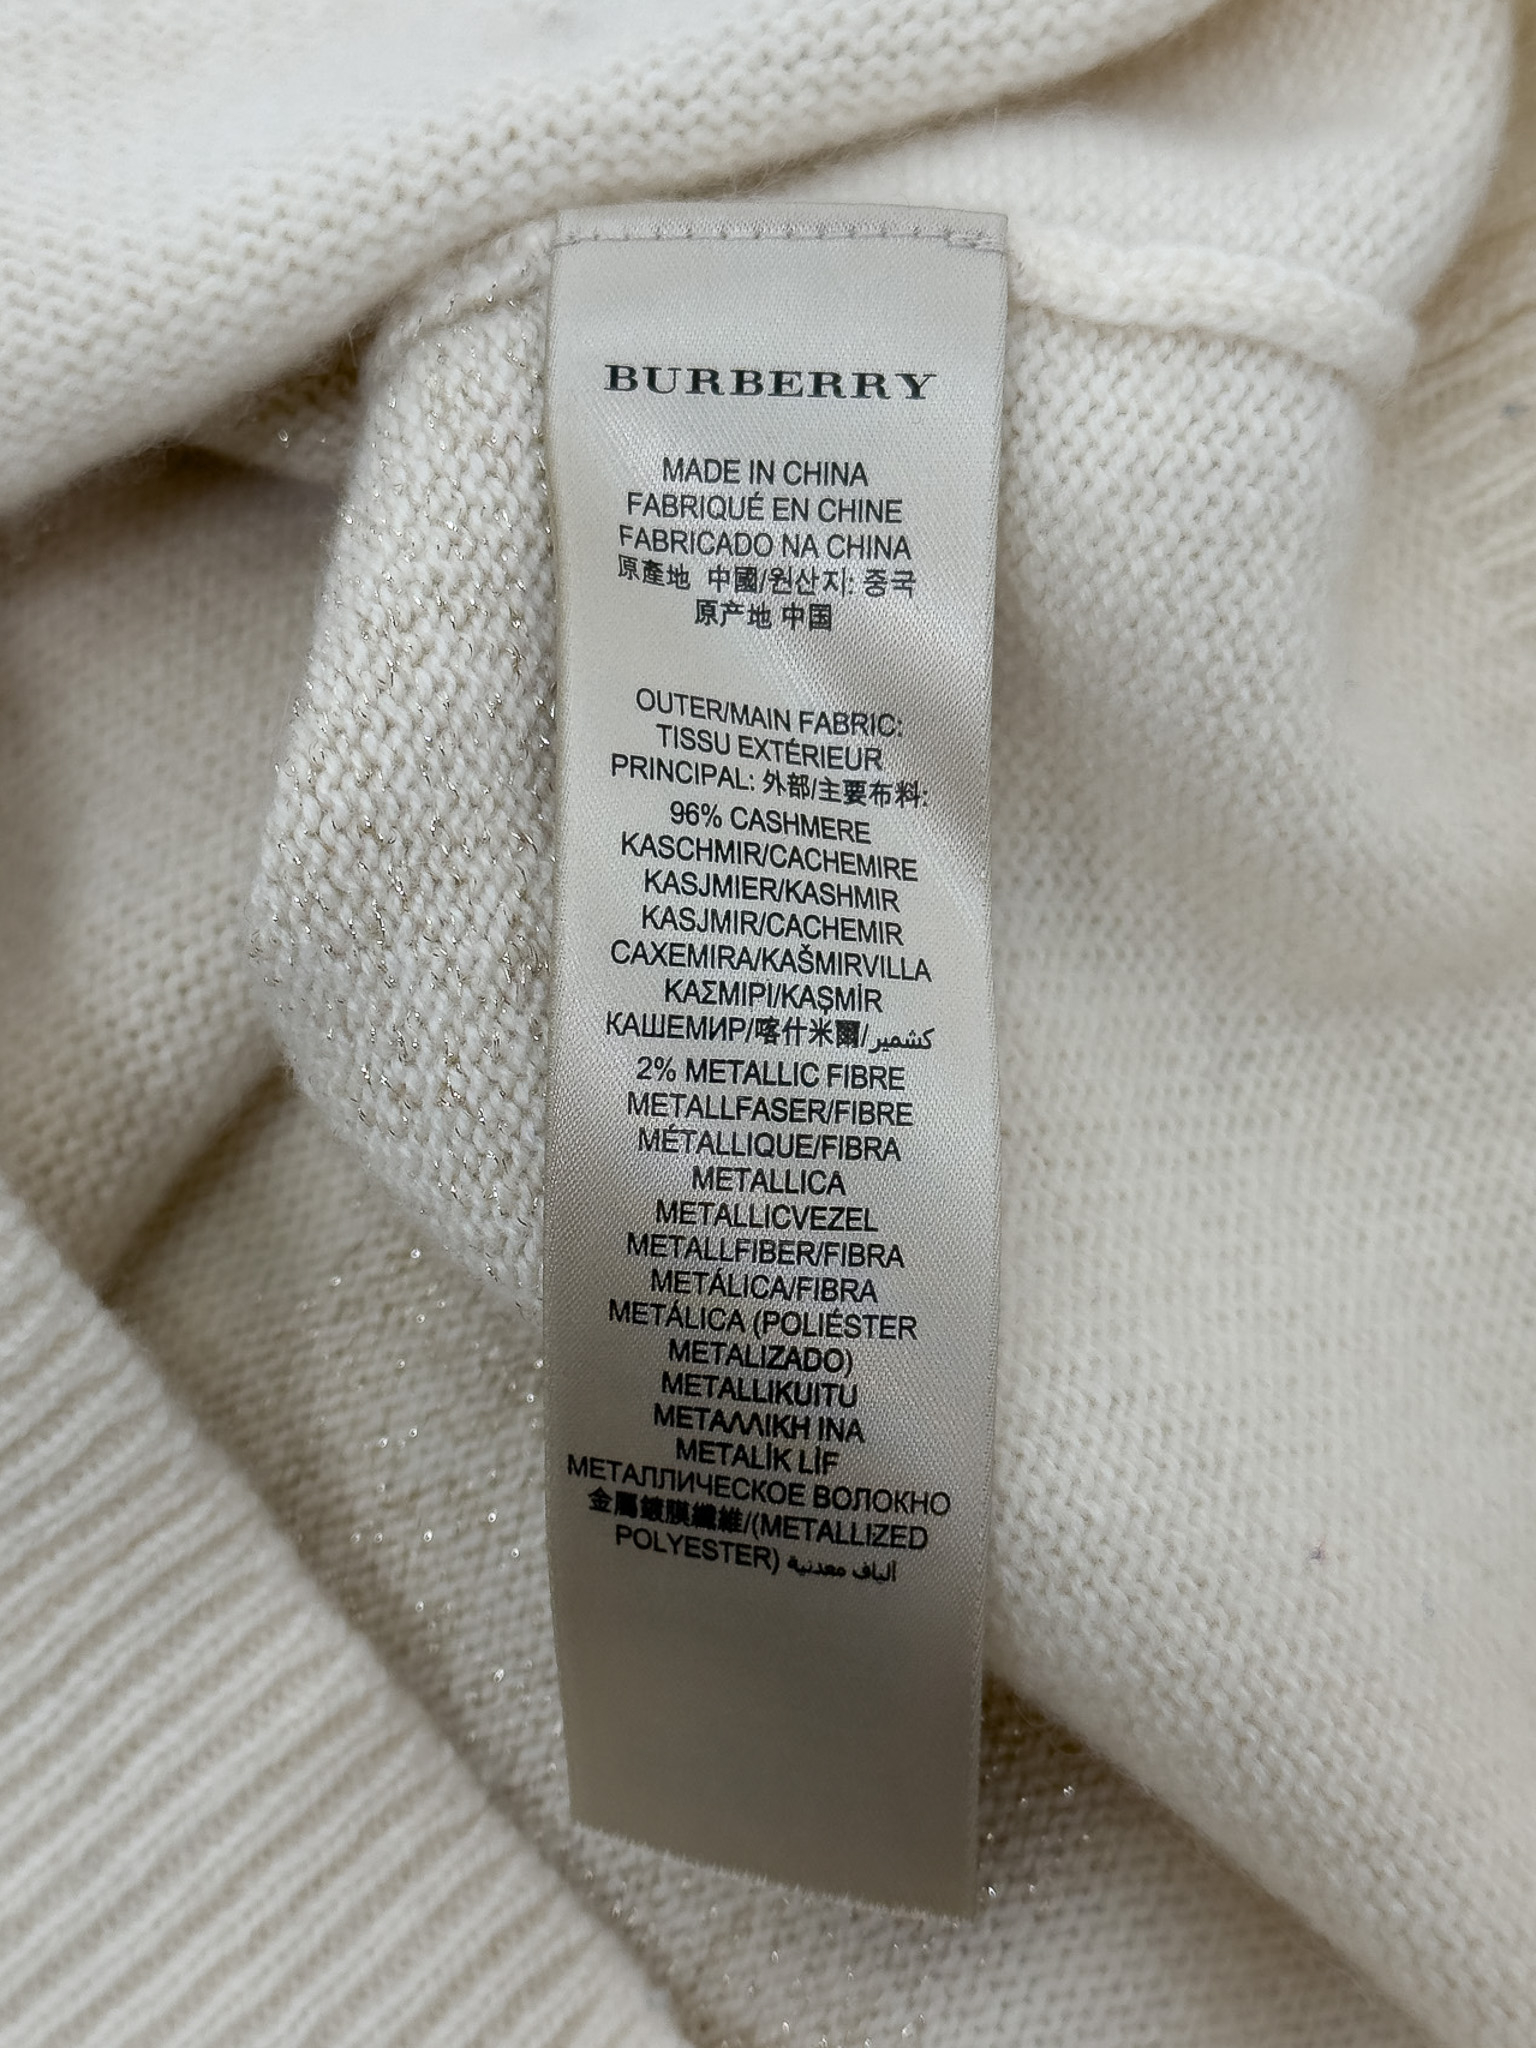 BURBERRY
MADE IN CHINA
FABRIQUÉ EN CHINE
FABRICADO NA CHINA
原產地 中國/원산지: 중국
原产地 中国
OUTER/MAIN FABRIC:
TISSU EXTÉRIEUR
PRINCIPAL: 外部/主要布料:
96% CASHMERE
KASCHMIR/CACHEMIRE
KASJMIER/KASHMIR
KASJMIR/CACHEMIR
CAXEMIRA/KAŠMIRVILLA
ΚΑΣΜΙΡΙ/KAŞMİR
КАШЕМИР/喀什米爾/كشمير
2% METALLIC FIBRE
METALLFASER/FIBRE
MÉTALLIQUE/FIBRA
METALLICA
METALLICVEZEL
METALLFIBER/FIBRA
METÁLICA/FIBRA
METÁLICA (POLIÉSTER
METALIZADO)
METALLIKUITU
ΜΕΤΑΛΛΙΚΗ ΙΝΑ
METALİK LİF
МЕТАЛЛИЧЕСКОЕ ВОЛОКНО
金屬鍍膜纖維/(METALLIZED
POLYESTER) ألياف معدنية